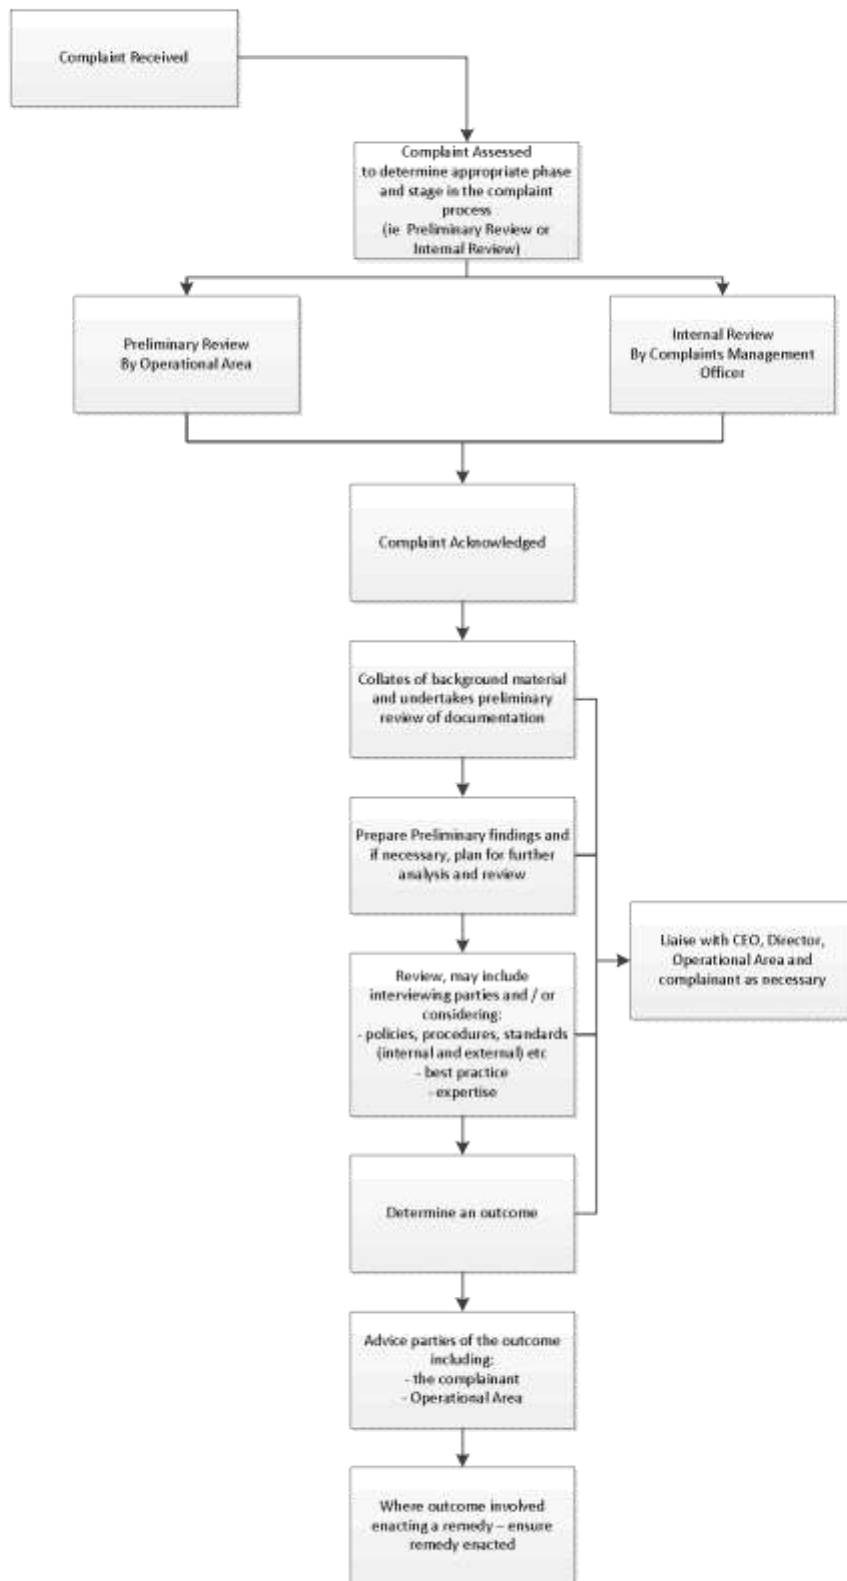 Complaint Received
Complaint Assessed
to determine appropriate phase
and stage in the complaint
process
(ie Preliminary Review or
Internal Review)
Preliminary Review
By Operational Area
Internal Review
By Complaints Management
Officer
Complaint Acknowledged
Collates of background material
and undertakes preliminary
review of documentation
Prepare Preliminary findings and
if necessary, plan for further
analysis and review
Liaise with CEO, Director,
Operational Area and
complainant as necessary
Review, may include
interviewing parties and / or
considering:
- policies, procedures, standards
(internal and external) etc
- best practice
- expertise
Determine an outcome
Advice parties of the outcome
including:
- the complainant
- Operational Area
Where outcome involved
enacting a remedy – ensure
remedy enacted